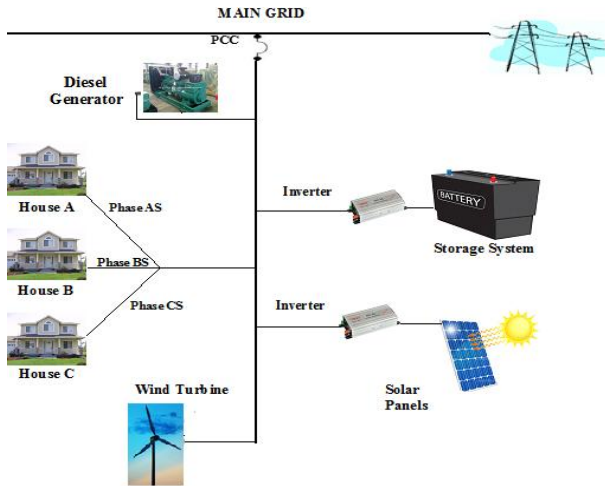 MAIN GRID
PCC
Diesel
Generator
House A
Phase AS
Inverter
BATTERY
Storage System
Phase BS
House B
Phase CS
Inverter
House C
Wind Turbine
Solar
Panels